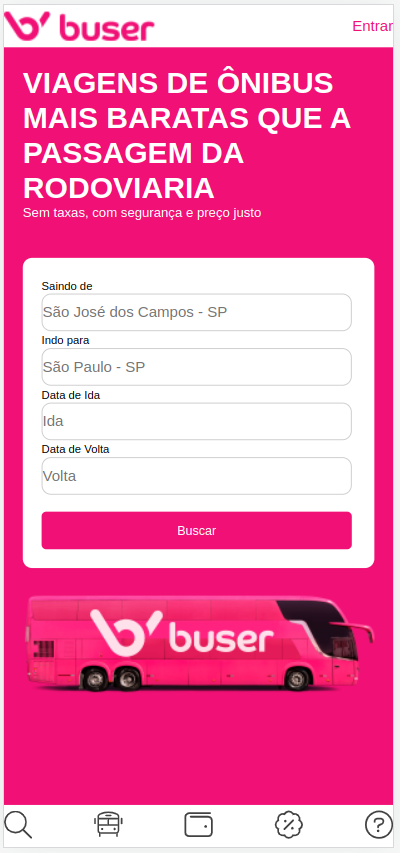 buser
Entrar
VIAGENS DE ÔNIBUS
MAIS BARATAS QUE A
PASSAGEM DA
RODOVIARIA
Sem taxas, com segurança e preço justo
Saindo de
São José dos Campos - SP
Indo para
São Paulo - SP
Data de Ida
Ida
Data de Volta
Volta
Buscar
buser